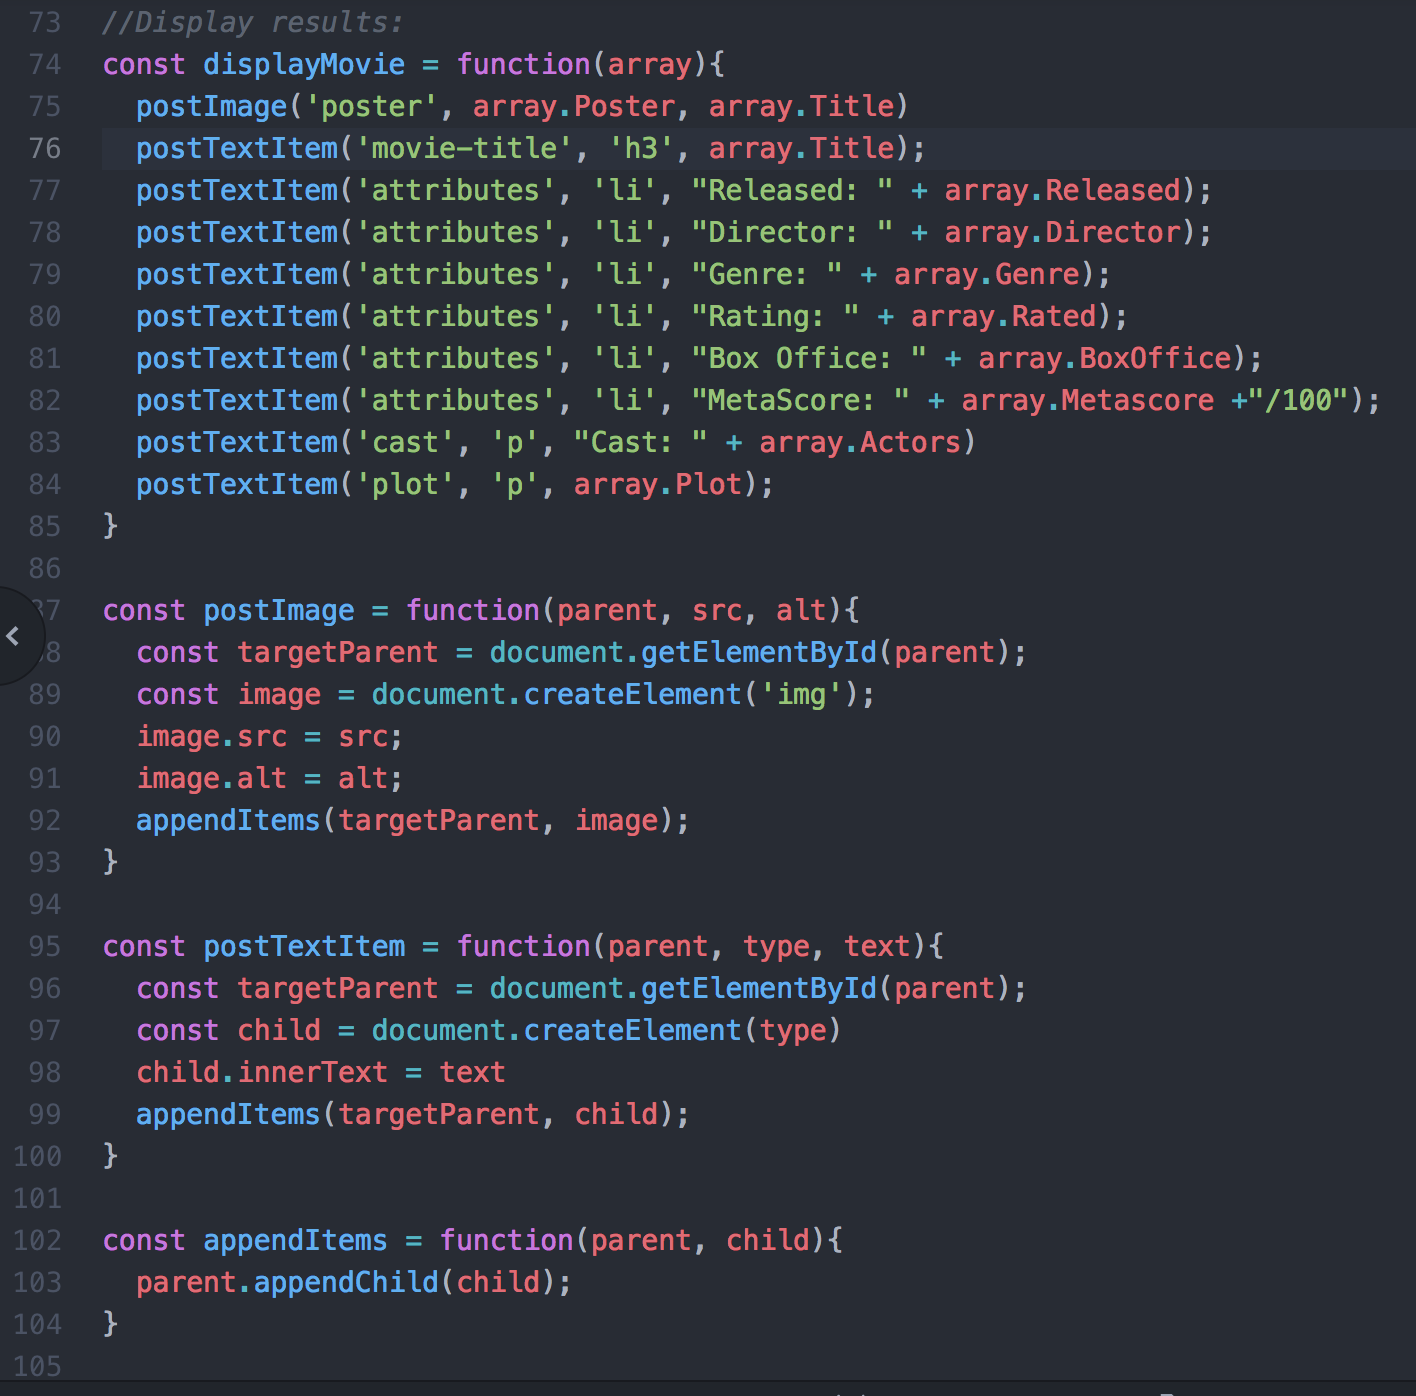 73 //Display results:
74 const displayMovie = function(array){
75   postImage('poster', array.Poster, array.Title)
76   postTextItem('movie-title', 'h3', array.Title);
77   postTextItem('attributes', 'li', "Released: " + array.Released);
78   postTextItem('attributes', 'li', "Director: " + array.Director);
79   postTextItem('attributes', 'li', "Genre: " + array.Genre);
80   postTextItem('attributes', 'li', "Rating: " + array.Rated);
81   postTextItem('attributes', 'li', "Box Office: " + array.BoxOffice);
82   postTextItem('attributes', 'li', "MetaScore: " + array.Metascore +"/100");
83   postTextItem('cast', 'p', "Cast: " + array.Actors)
84   postTextItem('plot', 'p', array.Plot);
85 }
86
7 const postImage = function(parent, src, alt){
8   const targetParent = document.getElementById(parent);
89   const image = document.createElement('img');
90   image.src = src;
91   image.alt = alt;
92   appendItems(targetParent, image);
93 }
94
95 const postTextItem = function(parent, type, text){
96   const targetParent = document.getElementById(parent);
97   const child = document.createElement(type)
98   child.innerText = text
99   appendItems(targetParent, child);
100 }
101
102 const appendItems = function(parent, child){
103   parent.appendChild(child);
104 }
105